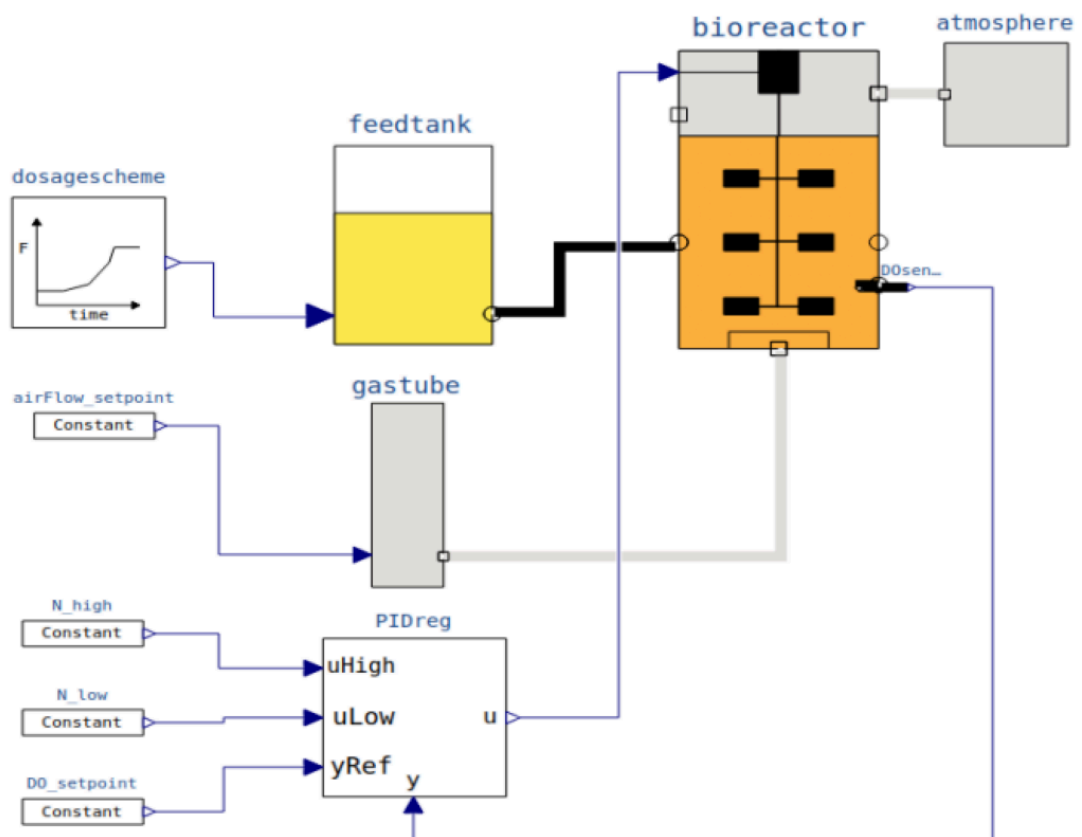 bioreactor
atmosphere
feedtank
dosagescheme
F
time
DOsen...
gastube
airFlow_setpoint
Constant
N_high
Constant
PIDreg
uHigh
N_low
Constant
uLow
u
yRef
DO_setpoint
y
Constant